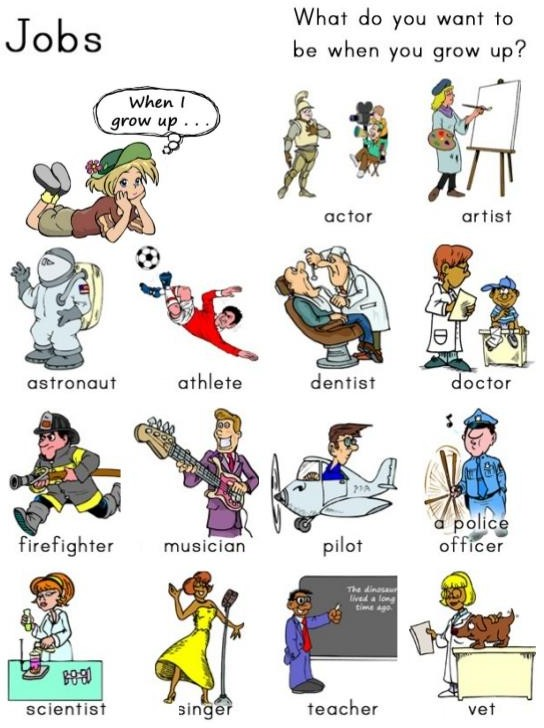 Jobs
What do you want to
be when you grow up?
When I
grow up . . .
actor
artist
astronaut
athlete
dentist
doctor
firefighter
musician
pilot
a police
officer
The dinosaur
lived a long
time ago.
scientist
singer
teacher
vet